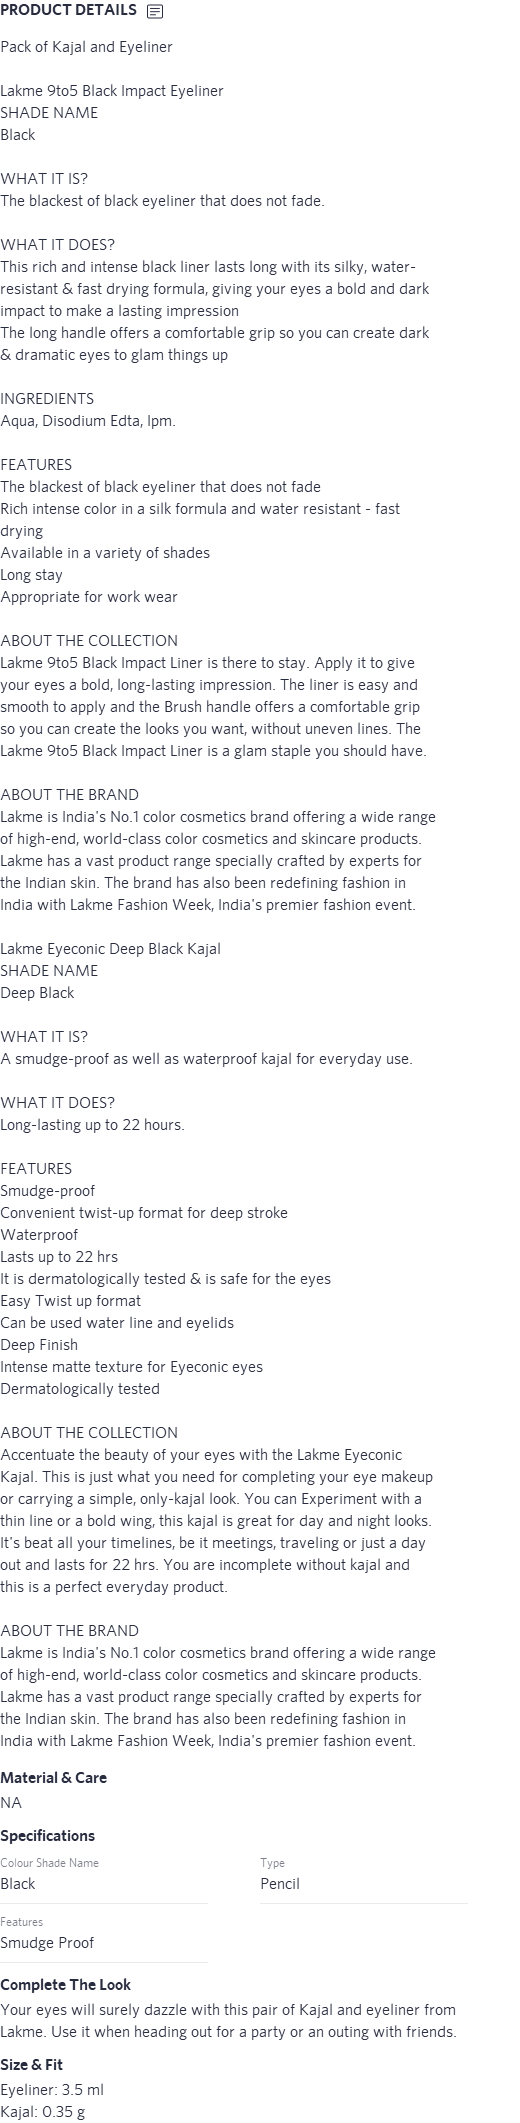 PRODUCT DETAILS
Pack of Kajal and Eyeliner
Lakme 9to5 Black Impact Eyeliner
SHADE NAME
Black
WHAT IT IS?
The blackest of black eyeliner that does not fade.
WHAT IT DOES?
This rich and intense black liner lasts long with its silky, water-
resistant & fast drying formula, giving your eyes a bold and dark
impact to make a lasting impression
The long handle offers a comfortable grip so you can create dark
& dramatic eyes to glam things up
INGREDIENTS
Aqua, Disodium Edta, Ipm.
FEATURES
The blackest of black eyeliner that does not fade
Rich intense color in a silk formula and water resistant - fast
drying
Available in a variety of shades
Long stay
Appropriate for work wear
ABOUT THE COLLECTION
Lakme 9to5 Black Impact Liner is there to stay. Apply it to give
your eyes a bold, long-lasting impression. The liner is easy and
smooth to apply and the Brush handle offers a comfortable grip
so you can create the looks you want, without uneven lines. The
Lakme 9to5 Black Impact Liner is a glam staple you should have.
ABOUT THE BRAND
Lakme is India's No.1 color cosmetics brand offering a wide range
of high-end, world-class color cosmetics and skincare products.
Lakme has a vast product range specially crafted by experts for
the Indian skin. The brand has also been redefining fashion in
India with Lakme Fashion Week, India's premier fashion event.
Lakme Eyeconic Deep Black Kajal
SHADE NAME
Deep Black
WHAT IT IS?
A smudge-proof as well as waterproof kajal for everyday use.
WHAT IT DOES?
Long-lasting up to 22 hours.
FEATURES
Smudge-proof
Convenient twist-up format for deep stroke
Waterproof
Lasts up to 22 hrs
It is dermatologically tested & is safe for the eyes
Easy Twist up format
Can be used water line and eyelids
Deep Finish
Intense matte texture for Eyeconic eyes
Dermatologically tested
ABOUT THE COLLECTION
Accentuate the beauty of your eyes with the Lakme Eyeconic
Kajal. This is just what you need for completing your eye makeup
or carrying a simple, only-kajal look. You can Experiment with a
thin line or a bold wing, this kajal is great for day and night looks.
It's beat all your timelines, be it meetings, traveling or just a day
out and lasts for 22 hrs. You are incomplete without kajal and
this is a perfect everyday product.
ABOUT THE BRAND
Lakme is India's No.1 color cosmetics brand offering a wide range
of high-end, world-class color cosmetics and skincare products.
Lakme has a vast product range specially crafted by experts for
the Indian skin. The brand has also been redefining fashion in
India with Lakme Fashion Week, India's premier fashion event.
Material & Care
NA
Specifications
Colour Shade Name
Black
Type
Pencil
Features
Smudge Proof
Complete The Look
Your eyes will surely dazzle with this pair of Kajal and eyeliner from
Lakme. Use it when heading out for a party or an outing with friends.
Size & Fit
Eyeliner: 3.5 ml
Kajal: 0.35 g